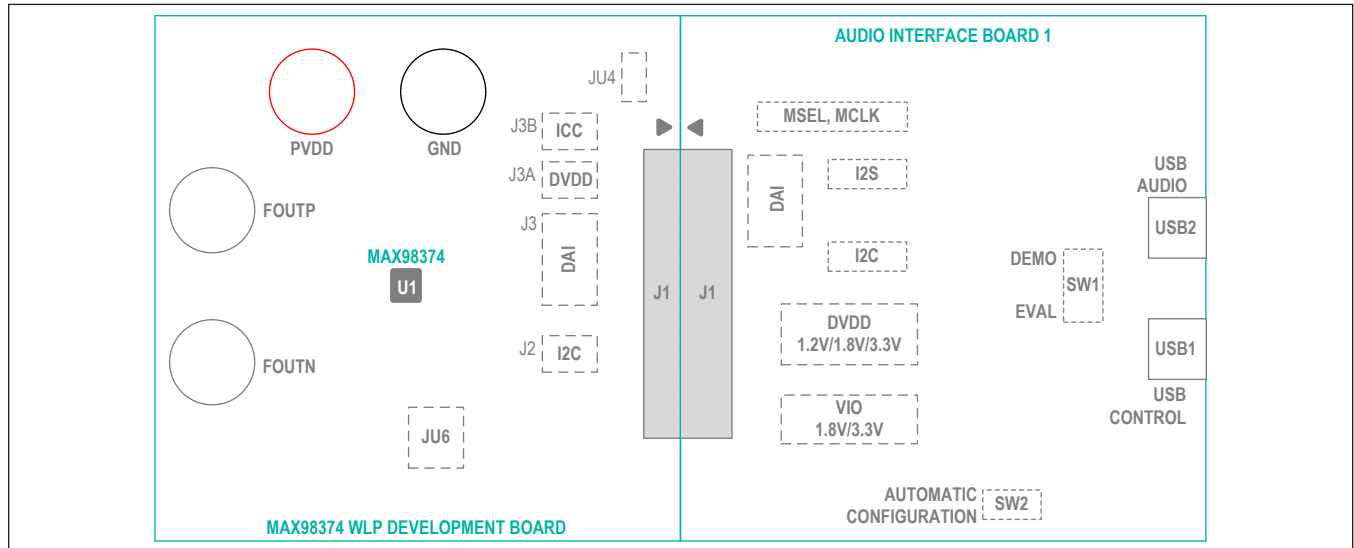 AUDIO INTERFACE BOARD 1
JU4
PVDD
GND
J3B
ICC
J3A
DVDD
J3
DAI
FOUTP
MAX98374
U1
FOUTN
J2
I2C
JU6
J1
J1
MAX98374 WLP DEVELOPMENT BOARD
MSEL, MCLK
DAI
I2S
I2C
DVDD
1.2V/1.8V/3.3V
VIO
1.8V/3.3V
DEMO
SW1
EVAL
USB
AUDIO
USB2
USB1
USB
CONTROL
AUTOMATIC
CONFIGURATION
SW2